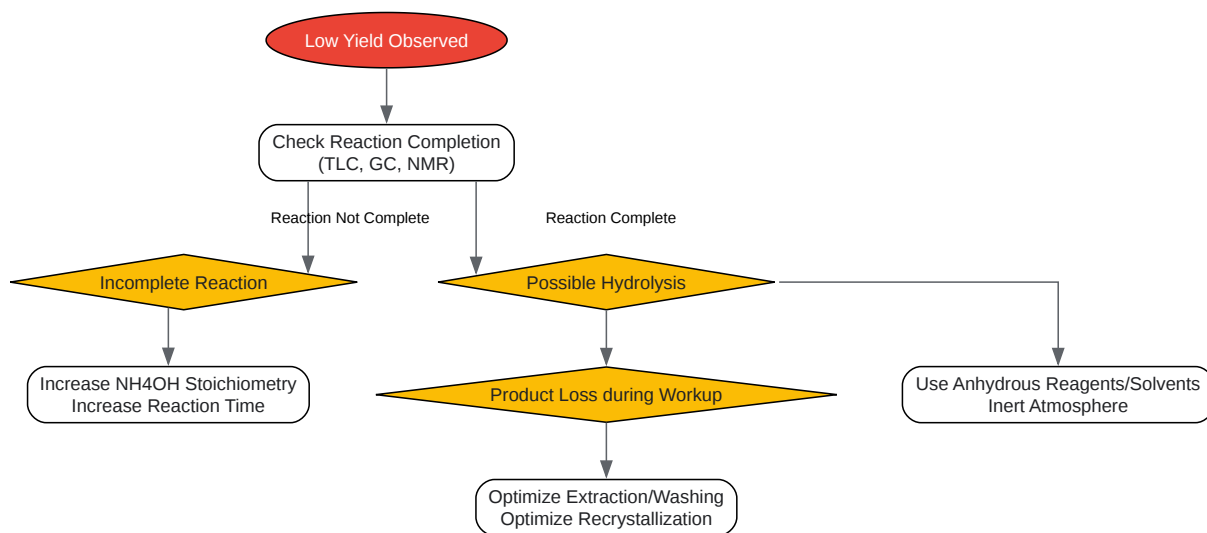 Low Yield Observed
Check Reaction Completion
(TLC, GC, NMR)
Reaction Not Complete
Reaction Complete
Incomplete Reaction
Possible Hydrolysis
Increase NH4OH Stoichiometry
Increase Reaction Time
Product Loss during Workup
Use Anhydrous Reagents/Solvents
Inert Atmosphere
Optimize Extraction/Washing
Optimize Recrystallization